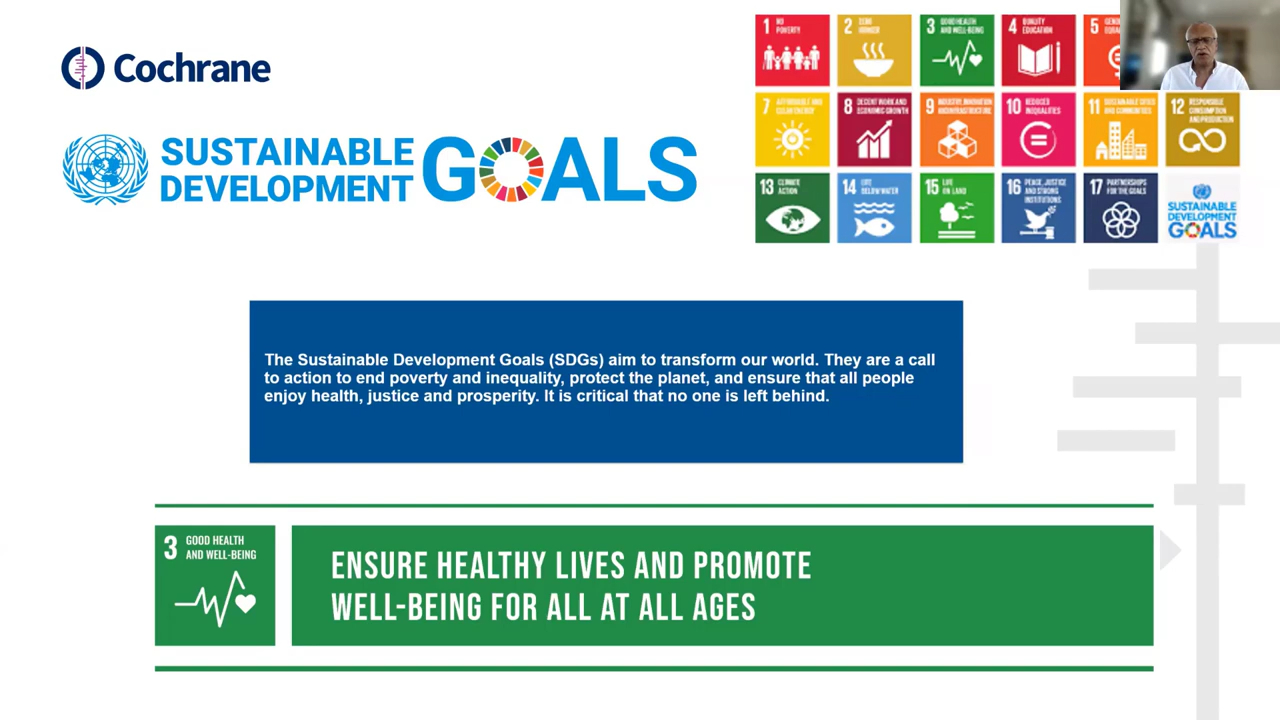 Cochrane
SUSTAINABLE
DEVELOPMENT
GOALS
1 NO
POVERTY
2 ZERO
HUNGER
3 GOOD HEALTH
AND WELL-BEING
4 QUALITY
EDUCATION
5
7 AFFORDABLE AND
CLEAN ENERGY
8 DECENT WORK AND
ECONOMIC GROWTH
9 INDUSTRY, INNOVATION
AND INFRASTRUCTURE
10 REDUCED
INEQUALITIES
11 SUSTAINABLE CITIES
AND COMMUNITIES
12 RESPONSIBLE
CONSUMPTION
AND PRODUCTION
13 CLIMATE
ACTION
14 LIFE
BELOW WATER
15 LIFE
ON LAND
16 PEACE, JUSTICE
AND STRONG
INSTITUTIONS
17 PARTNERSHIPS
FOR THE GOALS
SUSTAINABLE
DEVELOPMENT
GOALS
The Sustainable Development Goals (SDGs) aim to transform our world. They are a call
to action to end poverty and inequality, protect the planet, and ensure that all people
enjoy health, justice and prosperity. It is critical that no one is left behind.
3 GOOD HEALTH
AND WELL-BEING
ENSURE HEALTHY LIVES AND PROMOTE
WELL-BEING FOR ALL AT ALL AGES